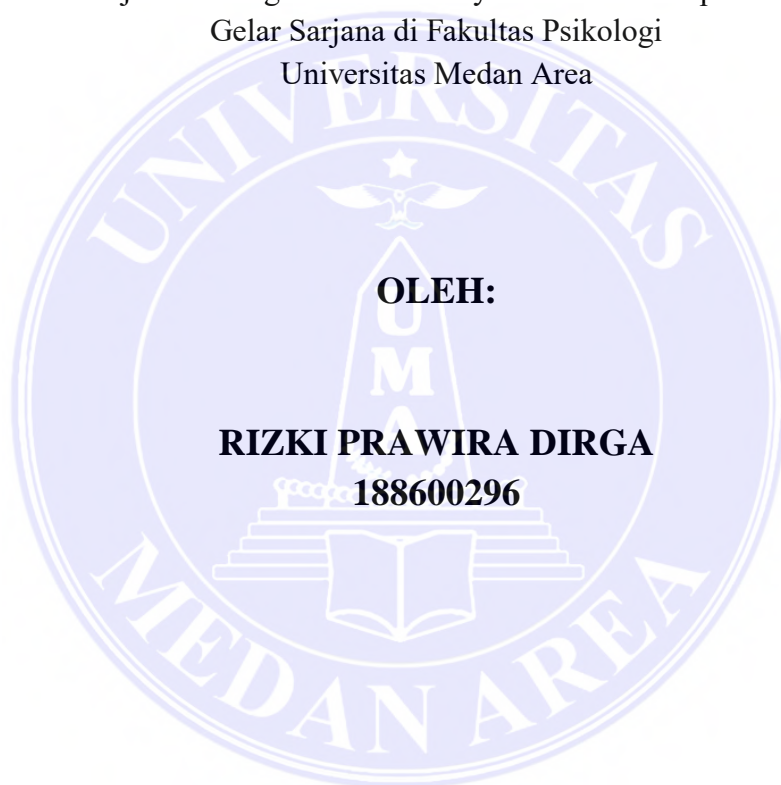 Gelar Sarjana di Fakultas Psikologi
Universitas Medan Area
UNIVERSITAS
OLEH:
UMA
RIZKI PRAWIRA DIRGA
188600296
MEDAN AREA